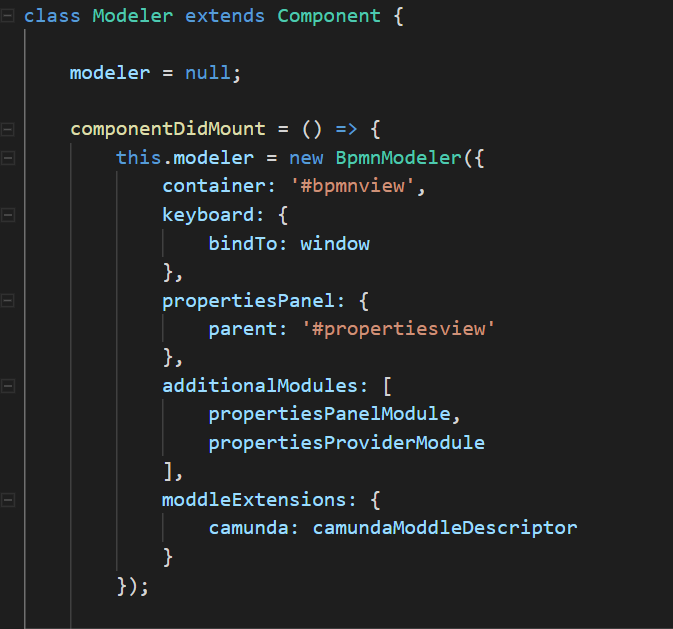 class Modeler extends Component {
modeler = null;
componentDidMount = () => {
this.modeler = new BpmnModeler({
container: '#bpmnview',
keyboard: {
bindTo: window
},
propertiesPanel: {
parent: '#propertiesview'
},
additionalModules: [
propertiesPanelModule,
propertiesProviderModule
],
moddleExtensions: {
camunda: camundaModdleDescriptor
}
});